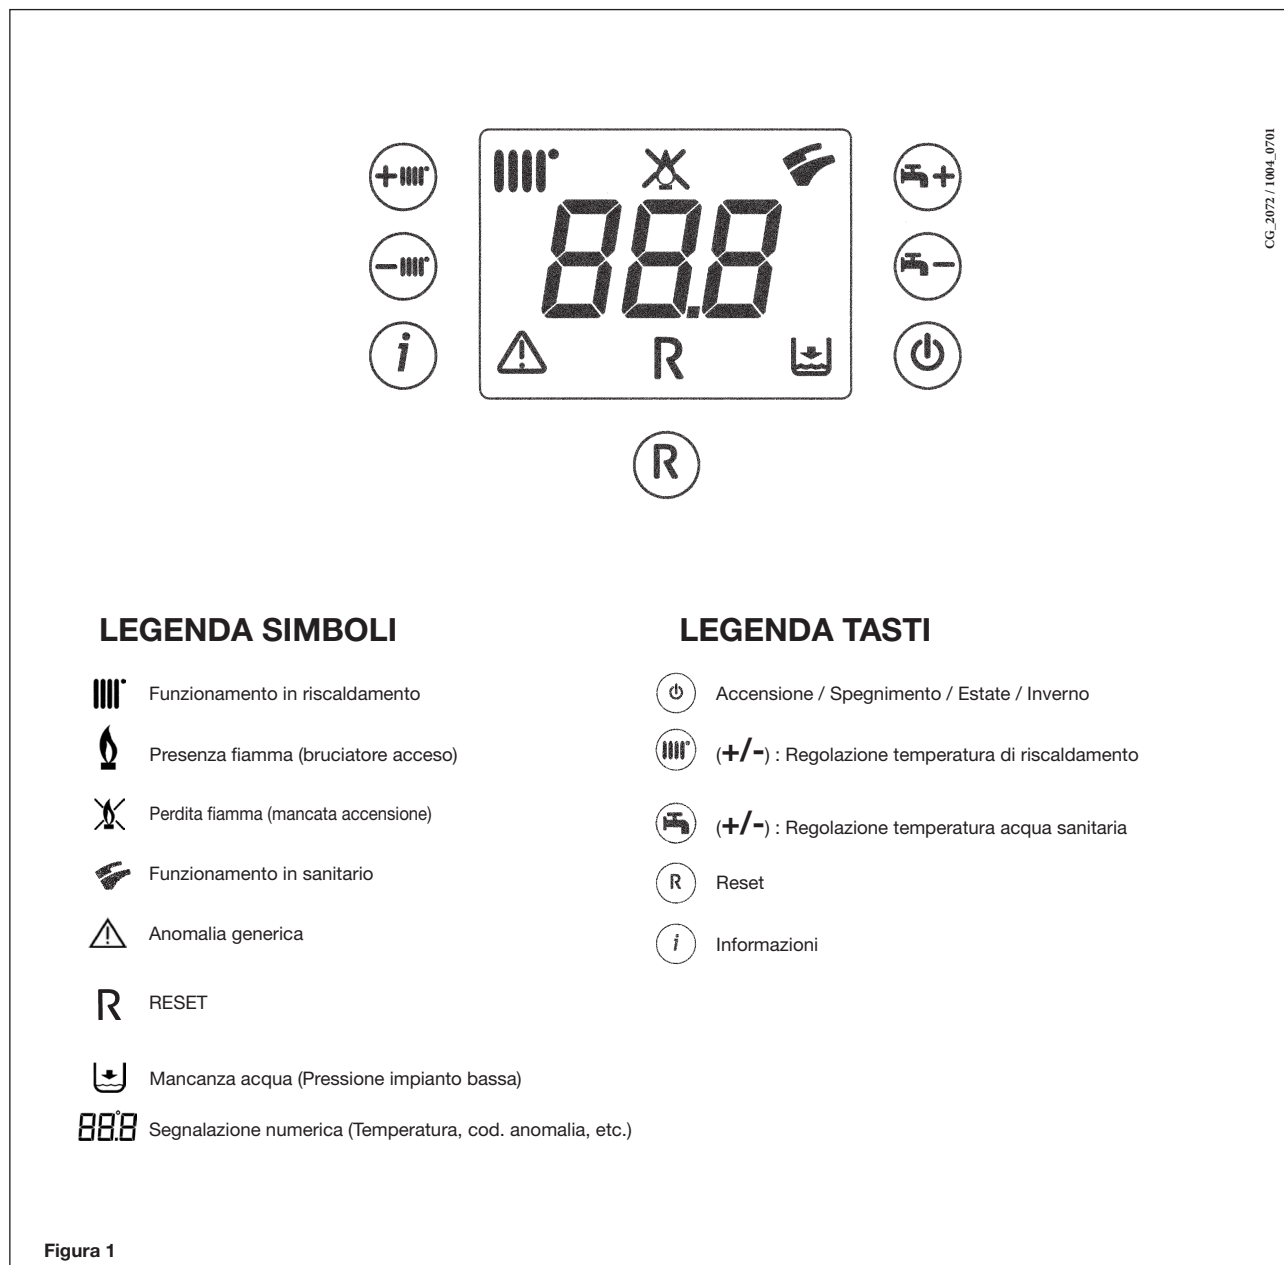 CG_2072 / 1004_0701
88.8
R
i
R
LEGENDA SIMBOLI
Funzionamento in riscaldamento
Presenza fiamma (bruciatore acceso)
Perdita fiamma (mancata accensione)
Funzionamento in sanitario
Anomalia generica
R RESET
Mancanza acqua (Pressione impianto bassa)
88.8 Segnalazione numerica (Temperatura, cod. anomalia, etc.)
LEGENDA TASTI
Accensione / Spegnimento / Estate / Inverno
(+/-) : Regolazione temperatura di riscaldamento
(+/-) : Regolazione temperatura acqua sanitaria
R Reset
i Informazioni
Figura 1